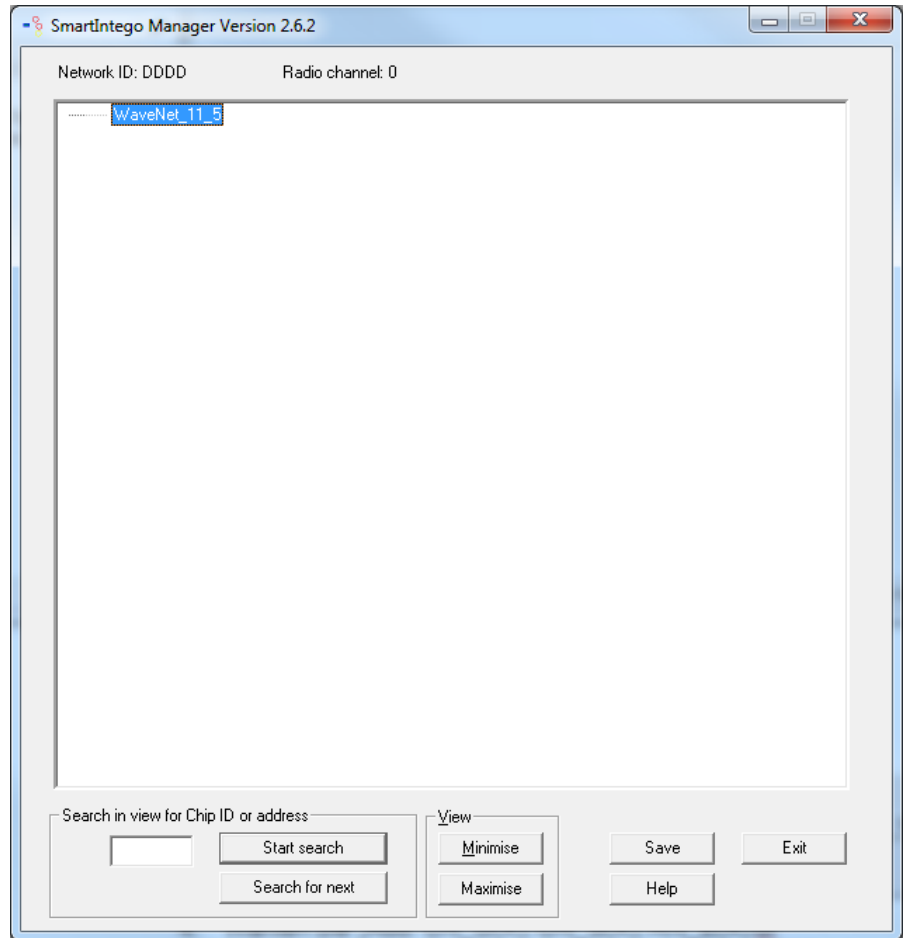 SmartIntego Manager Version 2.6.2
Network ID: DDDD Radio channel: 0
WaveNet_11_5
Search in view for Chip ID or address
Start search
Search for next
View
Minimise
Maximise
Save
Exit
Help